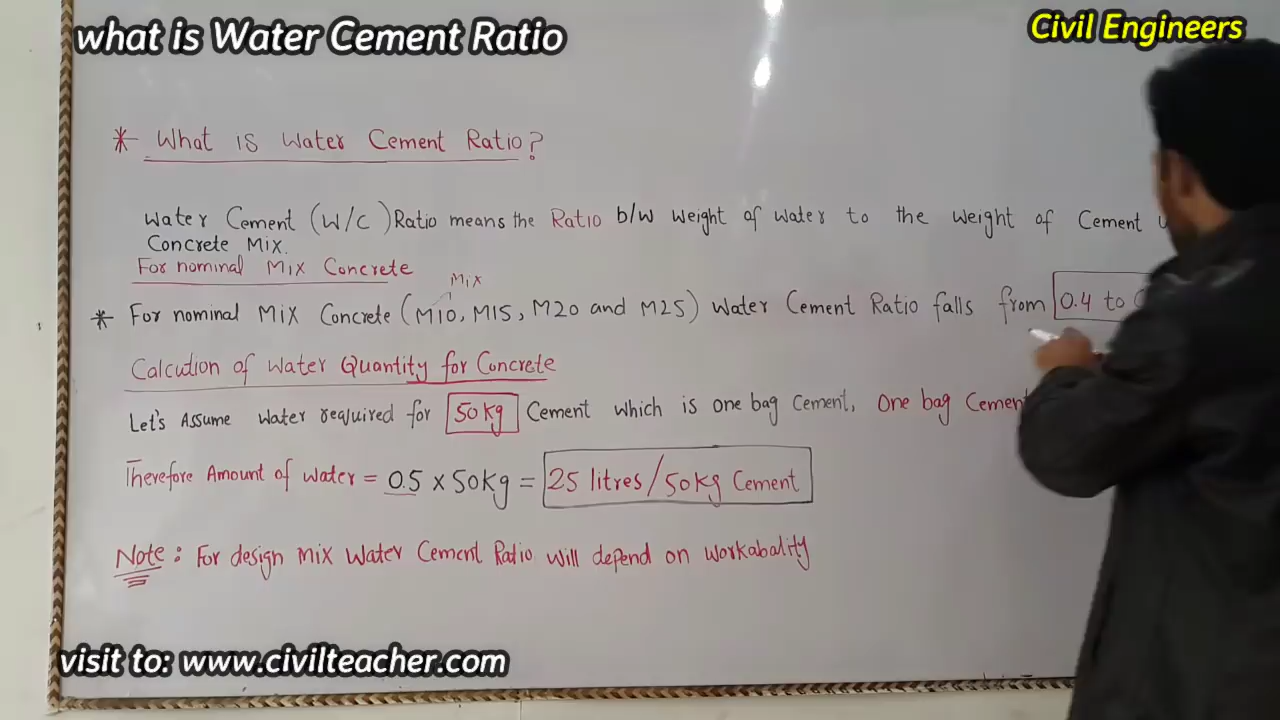 what is Water Cement Ratio
Civil Engineers
* What is Water Cement Ratio?
Water Cement (W/C) Ratio means the Ratio b/w weight of water to the weight of Cement
Concrete Mix.
For nominal Mix Concrete
Mix
* For nominal Mix Concrete (M10, M15, M20 and M25) Water Cement Ratio falls from 0.4 to
Calcution of Water Quantity for Concrete
Let's Assume water reqwired for 50kg Cement which is one bag Cement, One bag Cement
Therefore Amount of water = 0.5 x 50kg = 25 litres/50kg Cement
Note: For design mix Water Cement Ratio will depend on workabality
visit to: www.civilteacher.com